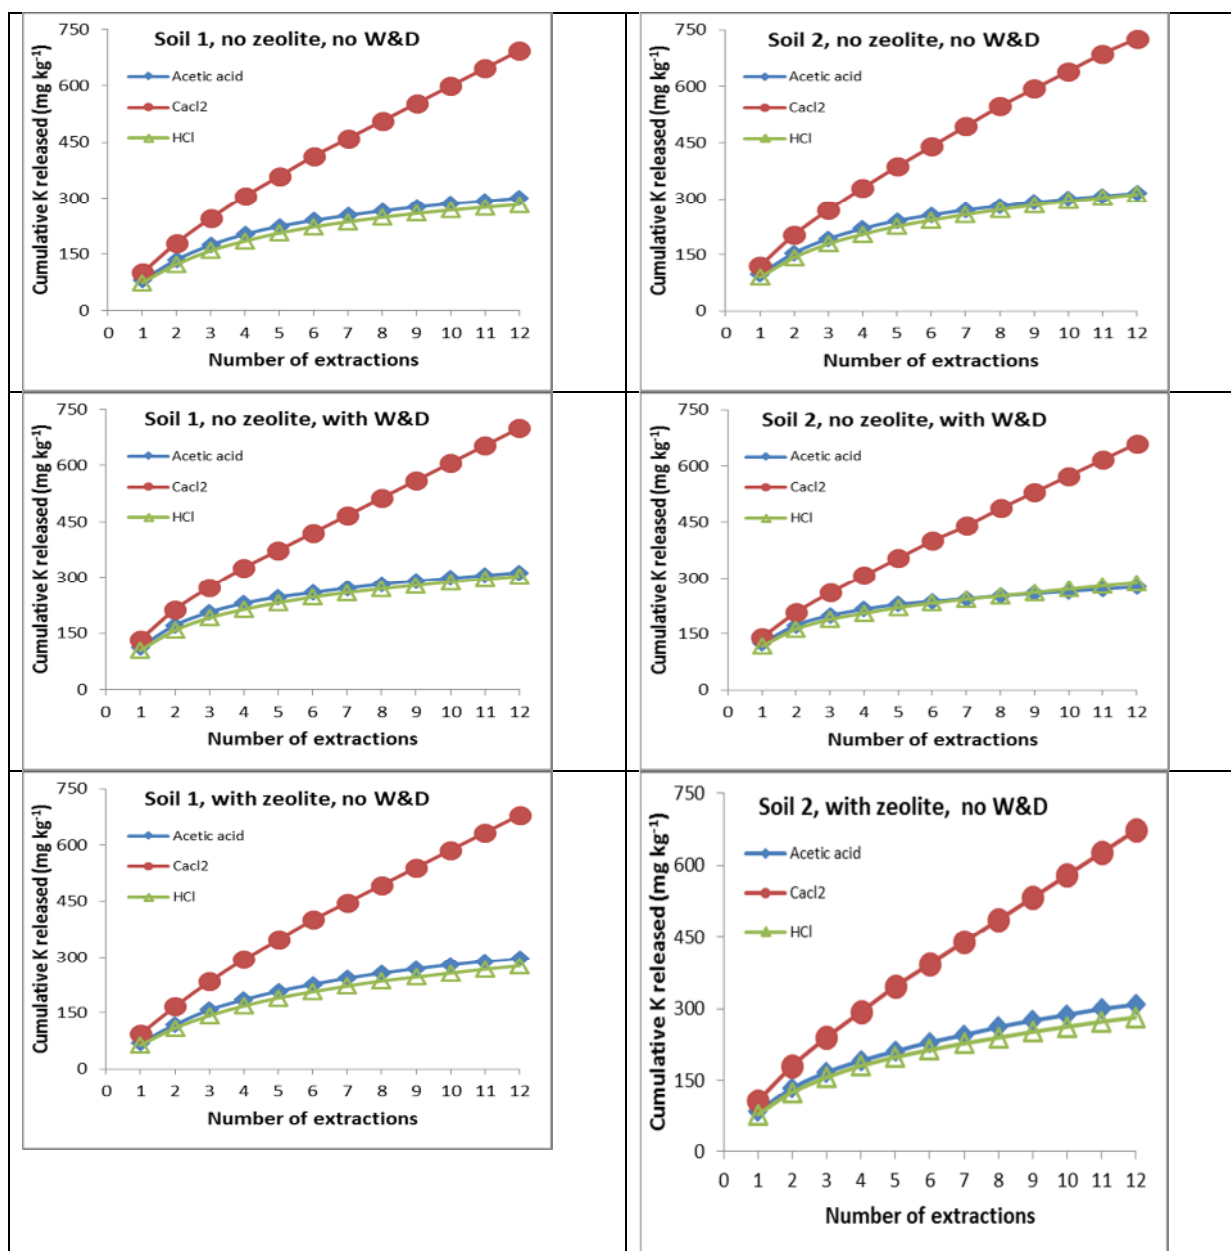 Soil 1, no zeolite, no W&D
Cumulative K released (mg kg⁻¹)
750
600
450
300
150
0
Acetic acid
Cacl2
HCl
0 1 2 3 4 5 6 7 8 9 10 11 12
Number of extractions
Soil 2, no zeolite, no W&D
Cumulative K released (mg kg⁻¹)
750
600
450
300
150
0
Acetic acid
Cacl2
HCl
0 1 2 3 4 5 6 7 8 9 10 11 12
Number of extractions
Soil 1, no zeolite, with W&D
Cumulative K released (mg kg⁻¹)
750
600
450
300
150
0
Acetic acid
Cacl2
HCl
0 1 2 3 4 5 6 7 8 9 10 11 12
Number of extractions
Soil 2, no zeolite, with W&D
Cumulative K released (mg kg⁻¹)
750
600
450
300
150
0
Acetic acid
Cacl2
HCl
0 1 2 3 4 5 6 7 8 9 10 11 12
Number of extractions
Soil 1, with zeolite, no W&D
Cumulative K released (mg kg⁻¹)
750
600
450
300
150
0
Acetic acid
Cacl2
HCl
0 1 2 3 4 5 6 7 8 9 10 11 12
Number of extractions
Soil 2, with zeolite, no W&D
Cumulative K released (mg kg⁻¹)
750
600
450
300
150
0
Acetic acid
Cacl2
HCl
0 1 2 3 4 5 6 7 8 9 10 11 12
Number of extractions